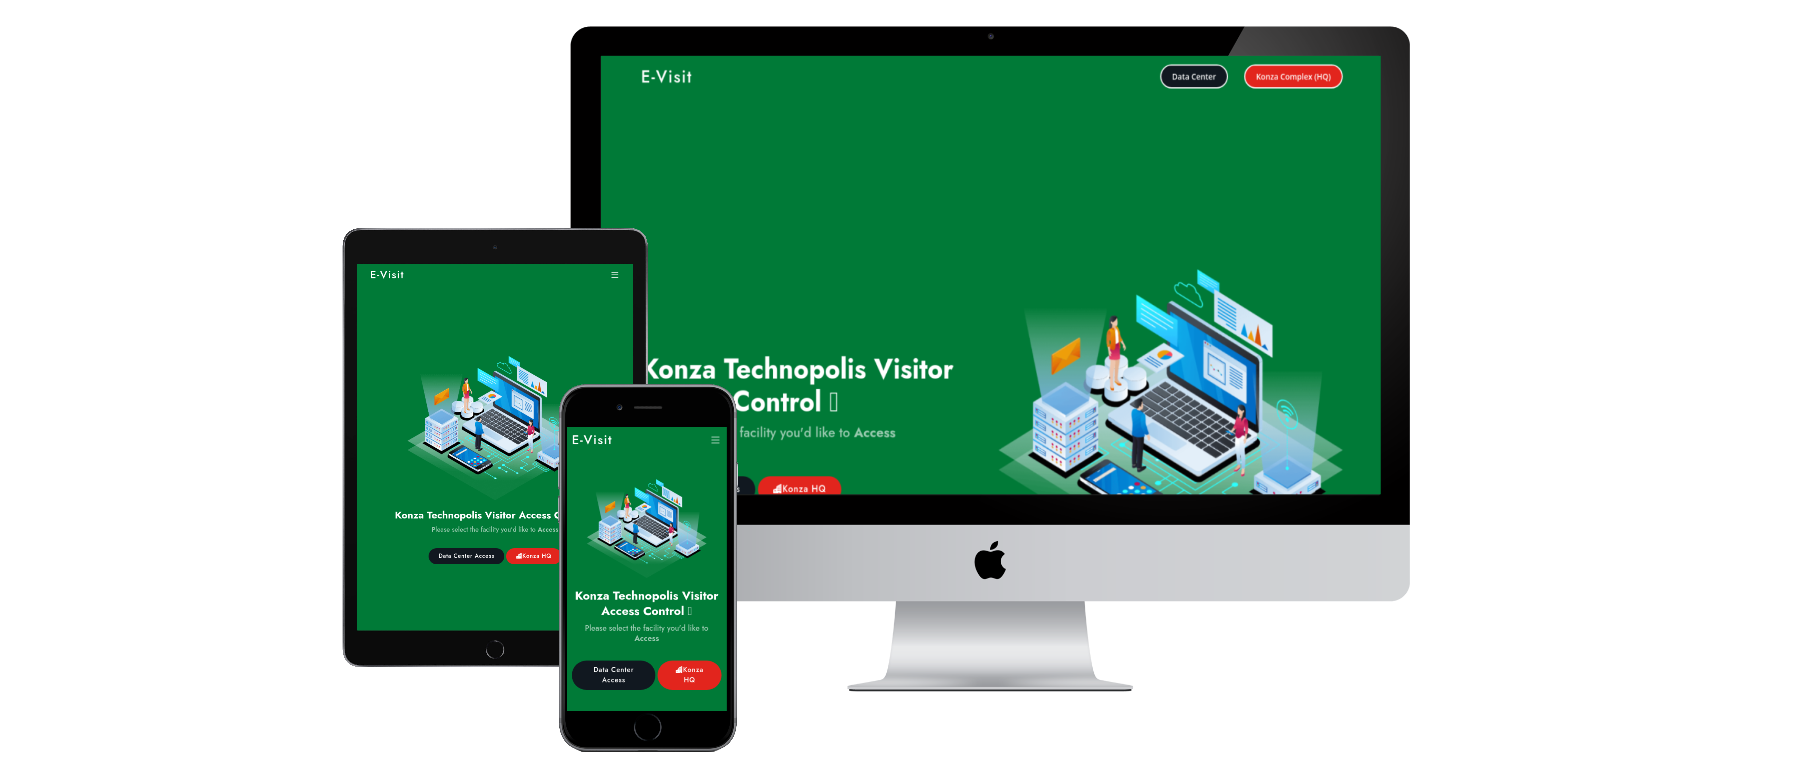 E-Visit
Data Center
Konza Complex (HQ)
Konza Technopolis Visitor
Control
facility you'd like to Access
s
Konza HQ
E-Visit
Konza Technopolis Visitor Access C
Please select the facility you'd like to Access
Data Center Access
Konza HQ
E-Visit
Konza Technopolis Visitor
Access Control
Please select the facility you'd like to
Access
Data Center
Access
Konza
HQ